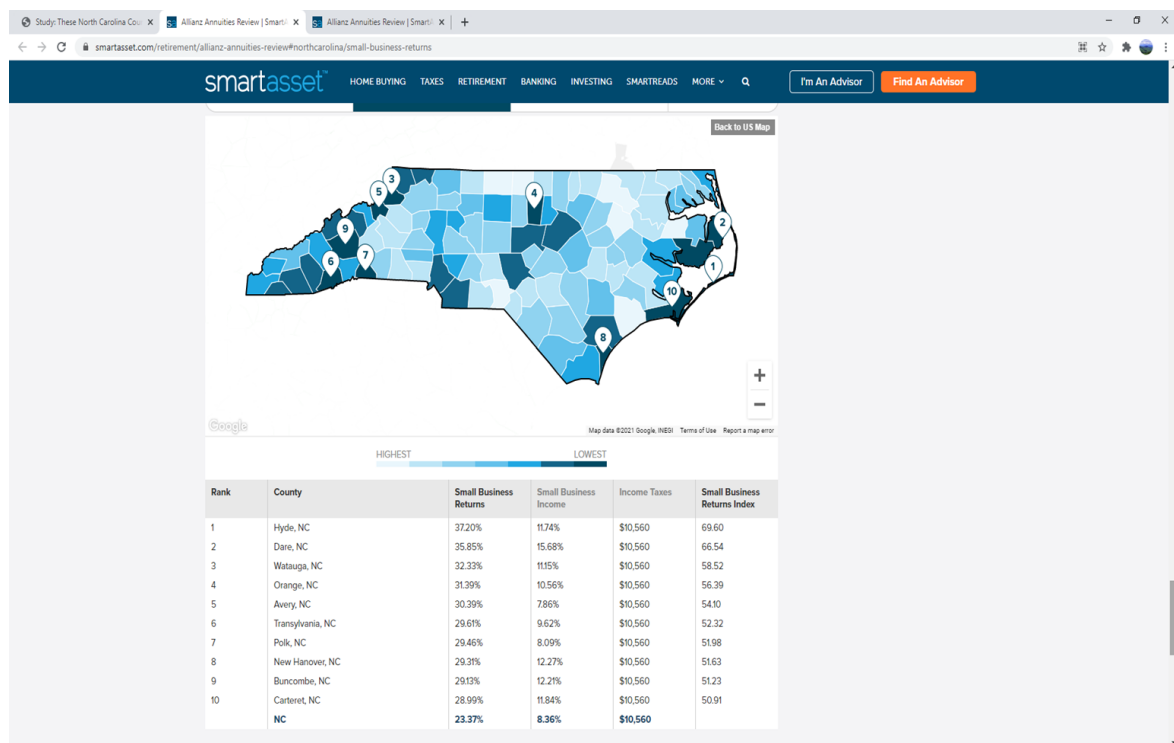 Study: These North Carolina Cou
Allianz Annuities Review | Smart
Allianz Annuities Review | Smart
smartasset.com/retirement/allianz-annuities-review#northcarolina/small-business-returns
smartasset HOME BUYING TAXES RETIREMENT BANKING INVESTING SMARTREADS MORE I'm An Advisor Find An Advisor
Back to US Map
3
5
4
9
2
6
7
1
10
8
Google
Map data ©2021 Google, INEGI Terms of Use Report a map error
HIGHEST LOWEST
Rank County Small Business Returns Small Business Income Income Taxes Small Business Returns Index
1 Hyde, NC 37.20% 11.74% $10,560 69.60
2 Dare, NC 35.85% 15.68% $10,560 66.54
3 Watauga, NC 32.33% 11.15% $10,560 58.52
4 Orange, NC 31.39% 10.56% $10,560 56.39
5 Avery, NC 30.39% 7.86% $10,560 54.10
6 Transylvania, NC 29.61% 9.62% $10,560 52.32
7 Polk, NC 29.46% 8.09% $10,560 51.98
8 New Hanover, NC 29.31% 12.27% $10,560 51.63
9 Buncombe, NC 29.13% 12.21% $10,560 51.23
10 Carteret, NC 28.99% 11.84% $10,560 50.91
NC 23.37% 8.36% $10,560